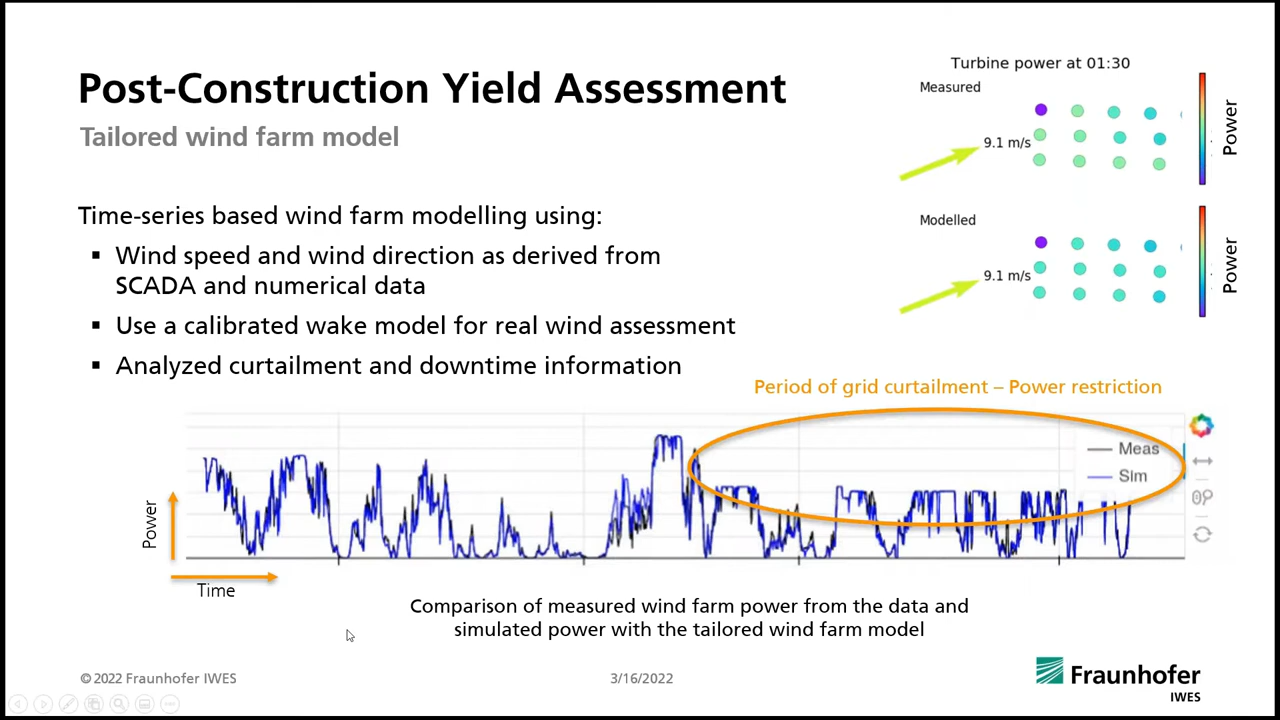 Post-Construction Yield Assessment
Tailored wind farm model
Time-series based wind farm modelling using:
▪ Wind speed and wind direction as derived from
SCADA and numerical data
▪ Use a calibrated wake model for real wind assessment
▪ Analyzed curtailment and downtime information
Turbine power at 01:30
Measured
9.1 m/s
Power
Modelled
9.1 m/s
Power
Period of grid curtailment – Power restriction
Meas
Sim
Power
Time
Comparison of measured wind farm power from the data and
simulated power with the tailored wind farm model
© 2022 Fraunhofer IWES
3/16/2022
Fraunhofer
IWES